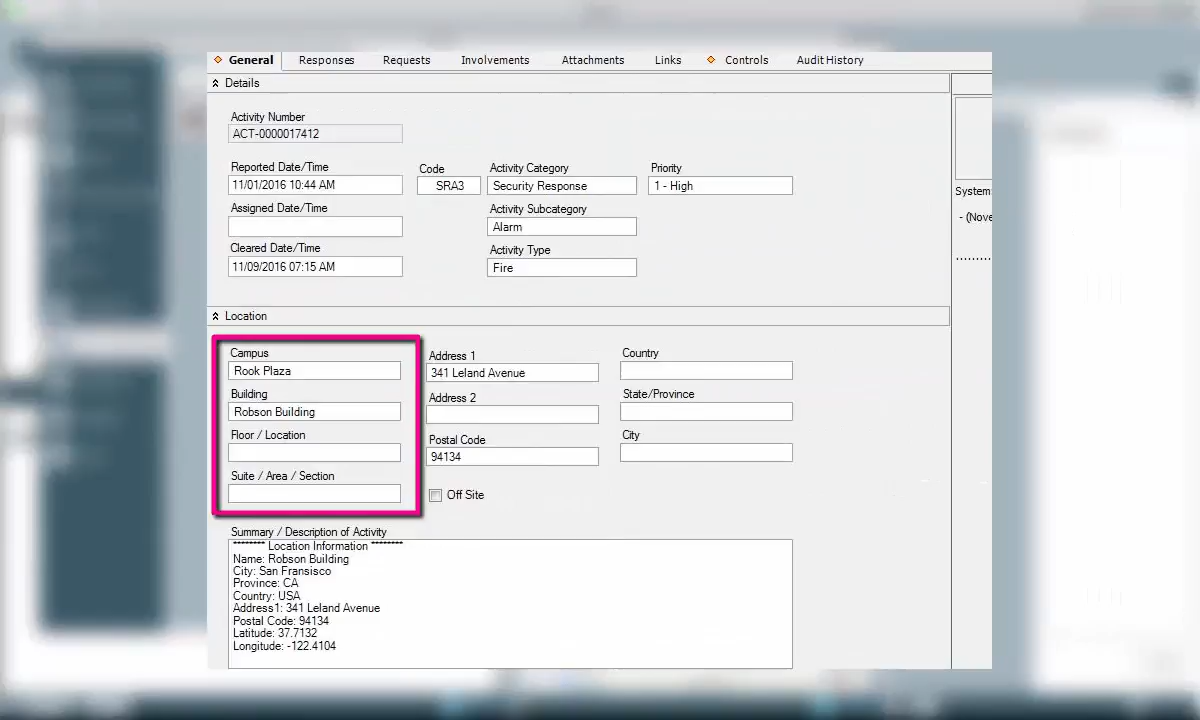 General Responses Requests Involvements Attachments Links Controls Audit History
Details
Activity Number
ACT-0000017412
Reported Date/Time Code Activity Category Priority
11/01/2016 10:44 AM SRA3 Security Response 1 - High
System
Assigned Date/Time Activity Subcategory
- (Nove
Alarm
Cleared Date/Time Activity Type
11/09/2016 07:15 AM Fire
Location
Campus Address 1 Country
Rook Plaza 341 Leland Avenue
Building Address 2 State/Province
Robson Building
Floor / Location Postal Code City
94134
Suite / Area / Section
Off Site
Summary / Description of Activity
******** Location Information ********
Name: Robson Building
City: San Fransisco
Province: CA
Country: USA
Address1: 341 Leland Avenue
Postal Code: 94134
Latitude: 37.7132
Longitude: -122.4104